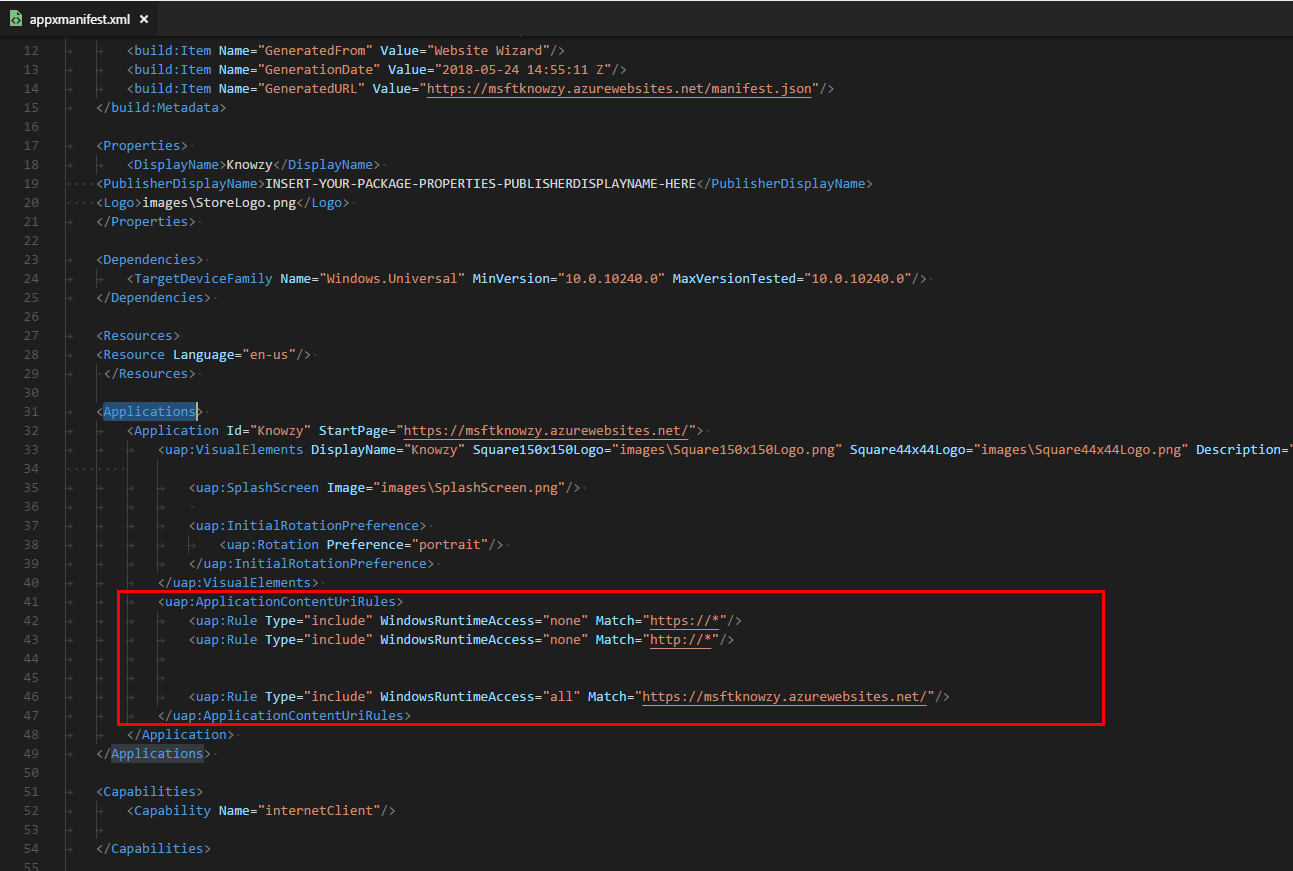 appxmanifest.xml ×
12 <build:Item Name="GeneratedFrom" Value="Website Wizard"/>
13 <build:Item Name="GenerationDate" Value="2018-05-24 14:55:11 Z"/>
14 <build:Item Name="GeneratedURL" Value="https://msftknowzy.azurewebsites.net/manifest.json"/>
15 </build:Metadata>
16
17 <Properties>
18 <DisplayName>Knowzy</DisplayName>
19 <PublisherDisplayName>INSERT-YOUR-PACKAGE-PROPERTIES-PUBLISHERDISPLAYNAME-HERE</PublisherDisplayName>
20 <Logo>images\StoreLogo.png</Logo>
21 </Properties>
22
23 <Dependencies>
24 <TargetDeviceFamily Name="Windows.Universal" MinVersion="10.0.10240.0" MaxVersionTested="10.0.10240.0"/>
25 </Dependencies>
26
27 <Resources>
28 <Resource Language="en-us"/>
29 </Resources>
30
31 <Applications>
32 <Application Id="Knowzy" StartPage="https://msftknowzy.azurewebsites.net/">
33 <uap:VisualElements DisplayName="Knowzy" Square150x150Logo="images\Square150x150Logo.png" Square44x44Logo="images\Square44x44Logo.png" Description="
34
35 <uap:SplashScreen Image="images\SplashScreen.png"/>
36
37 <uap:InitialRotationPreference>
38 <uap:Rotation Preference="portrait"/>
39 </uap:InitialRotationPreference>
40 </uap:VisualElements>
41 <uap:ApplicationContentUriRules>
42 <uap:Rule Type="include" WindowsRuntimeAccess="none" Match="https://*"/>
43 <uap:Rule Type="include" WindowsRuntimeAccess="none" Match="http://*"/>
44
45
46 <uap:Rule Type="include" WindowsRuntimeAccess="all" Match="https://msftknowzy.azurewebsites.net/"/>
47 </uap:ApplicationContentUriRules>
48 </Application>
49 </Applications>
50
51 <Capabilities>
52 <Capability Name="internetClient"/>
53
54 </Capabilities>
55